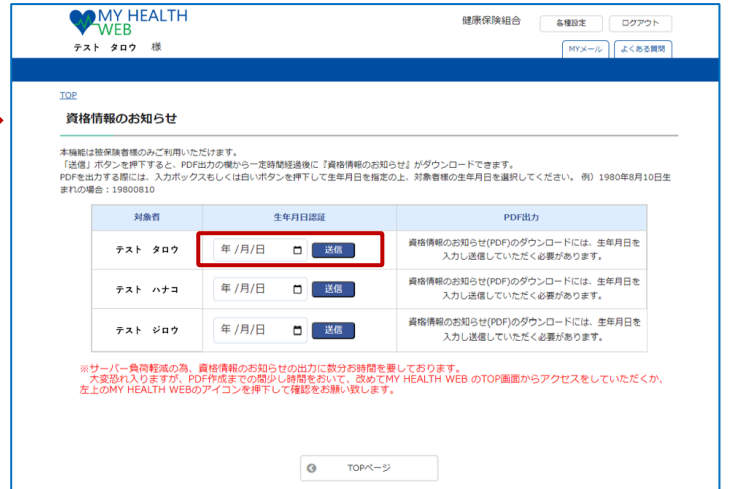 MY HEALTH
WEB
健康保険組合
各種設定
ログアウト
テスト タロウ 様
MYメール
よくある質問
TOP
資格情報のお知らせ
本機能は被保険者様のみご利用いただけます。
「送信」ボタンを押下すると、PDF出力の欄から一定時間経過後に『資格情報のお知らせ』がダウンロードできます。
PDFを出力する際には、入力ボックスもしくは白いボタンを押下して生年月日を指定の上、対象者様の生年月日を選択してください。 例）1980年8月10日生
まれの場合：19800810
対象者 生年月日認証 PDF出力
テスト タロウ 年 /月/日 送信
資格情報のお知らせ(PDF)のダウンロードには、生年月日を
入力し送信していただく必要があります。
テスト ハナコ 年 /月/日 送信
資格情報のお知らせ(PDF)のダウンロードには、生年月日を
入力し送信していただく必要があります。
テスト ジロウ 年 /月/日 送信
資格情報のお知らせ(PDF)のダウンロードには、生年月日を
入力し送信していただく必要があります。
※サーバー負荷軽減の為、資格情報のお知らせの出力に数分お時間を要しております。
大変恐れ入りますが、PDF作成までの間少し時間をおいて、改めてMY HEALTH WEB のTOP画面からアクセスをしていただくか、
左上のMY HEALTH WEBのアイコンを押下して確認をお願い致します。
TOPページ